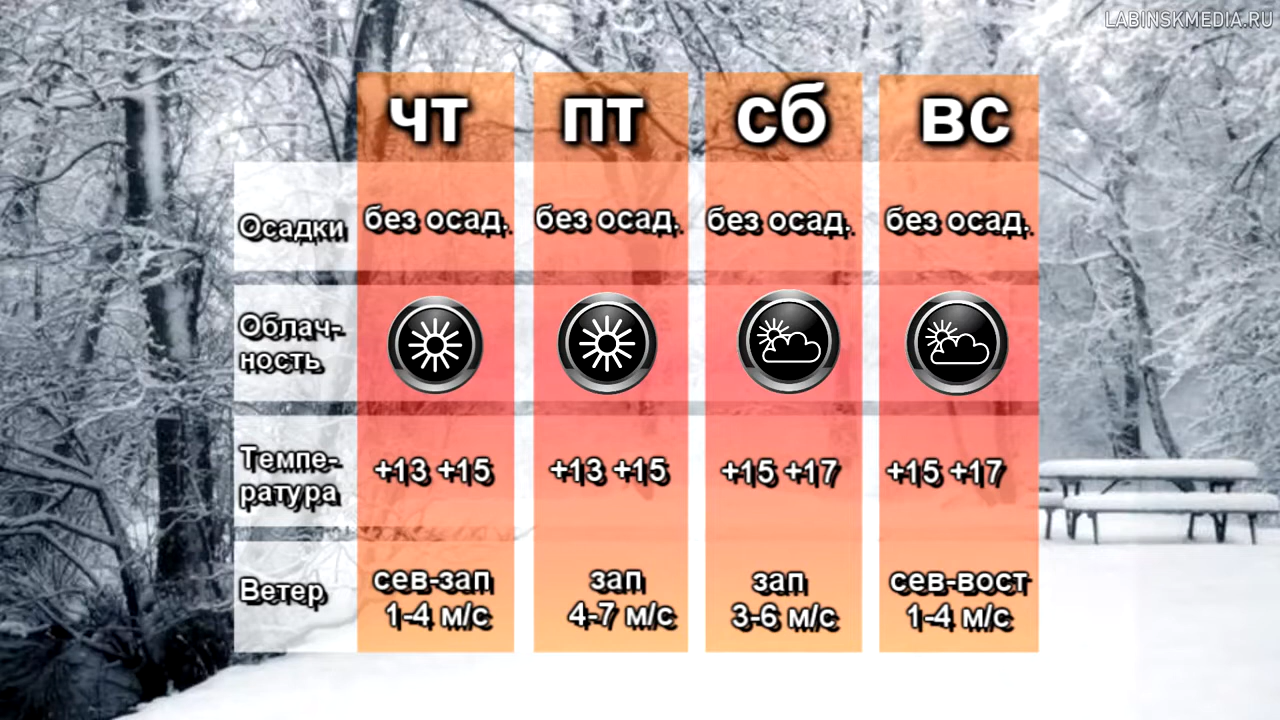 LABINSKMEDIA.RU
чт пт сб вс
Осадки без осад. без осад. без осад. без осад.
Облач-
ность
Темпе-
ратура +13 +15 +13 +15 +15 +17 +15 +17
Ветер сев-зап зап зап сев-вост
1-4 м/с 4-7 м/с 3-6 м/с 1-4 м/с